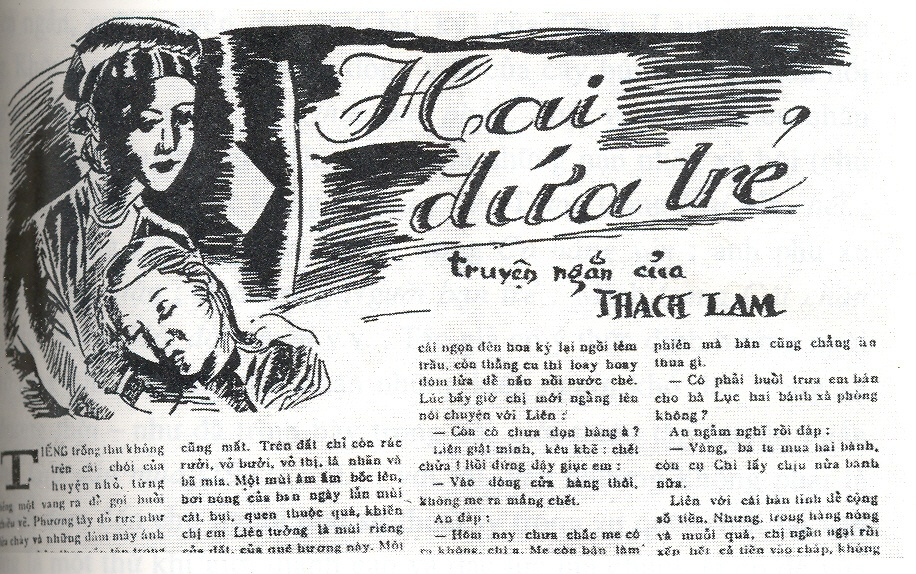 Hai
đứa trẻ
truyện ngắn của
THẠCH LAM
TIẾNG trống thu không
trên cái chòi của
huyện nhỏ, từng
tiếng một vang ra để gọi buổi
chiều về. Phương tây đỏ rực như
lửa cháy và những đám mây ánh
cũng mất. Trên đất chỉ còn rác
rưởi, vỏ bưởi, vỏ thị, lá nhãn và
bã mía. Một mùi âm ẩm bốc lên,
hơi nóng của ban ngày lẫn mùi
cát, bụi, quen thuộc quá, khiến
chị em Liên tưởng là mùi riêng
của đất, của quê hương này. Một
cái ngọn đèn hoa kỳ lại ngồi têm
trầu, còn thằng cu thì loay hoay
dóm lửa để nấu nồi nước chè.
Lúc bấy giờ chị mới ngẩng lên
nói chuyện với Liên :
— Còn cô chưa dọn hàng à ?
Liên giật mình, kêu khẽ : chết
chửa ! Rồi đứng dậy giục em :
— Vào đóng cửa hàng thôi,
không me ra mắng chết.
An đáp :
— Hôm nay chưa chắc me có
ra không, chị ạ. Me còn bận làm
phiên mà bán cũng chẳng ăn
thua gì.
— Có phải buổi trưa em bán
cho bà Lục hai bánh xà phòng
không ?
An ngẫm nghĩ rồi đáp :
— Vâng, bà ta mua hai bánh,
còn cụ Chi lấy chịu nửa bánh
nữa.
Liên với cái bàn tính để cộng
số tiền. Nhưng, trong hàng nóng
và muỗi quá, chị ngần ngại rồi
xếp hết cả tiền vào cháp, không